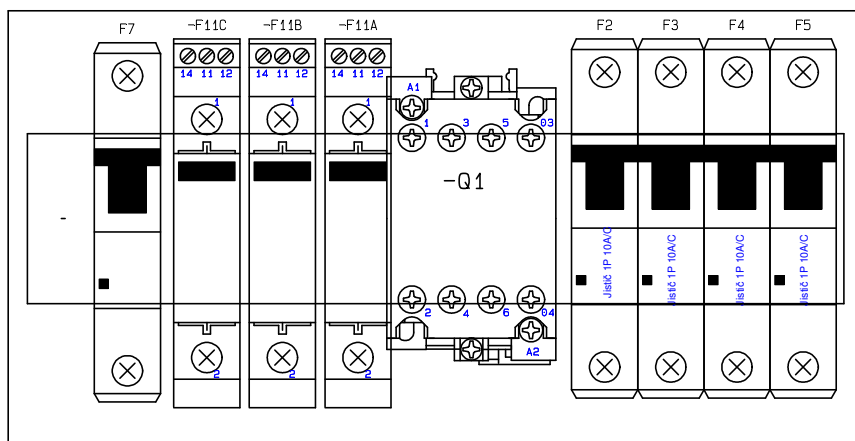 F7 -F11C -F11B -F11A F2 F3 F4 F5
14 11 12 14 11 12 14 11 12
A1
1 1 1 1 3 5 03
-Q1
-
Jistič 1P 10A/C
Jistič 1P 10A/C
Jistič 1P 10A/C
Jistič 1P 10A/C
2 4 6 04
A2
2 2 2